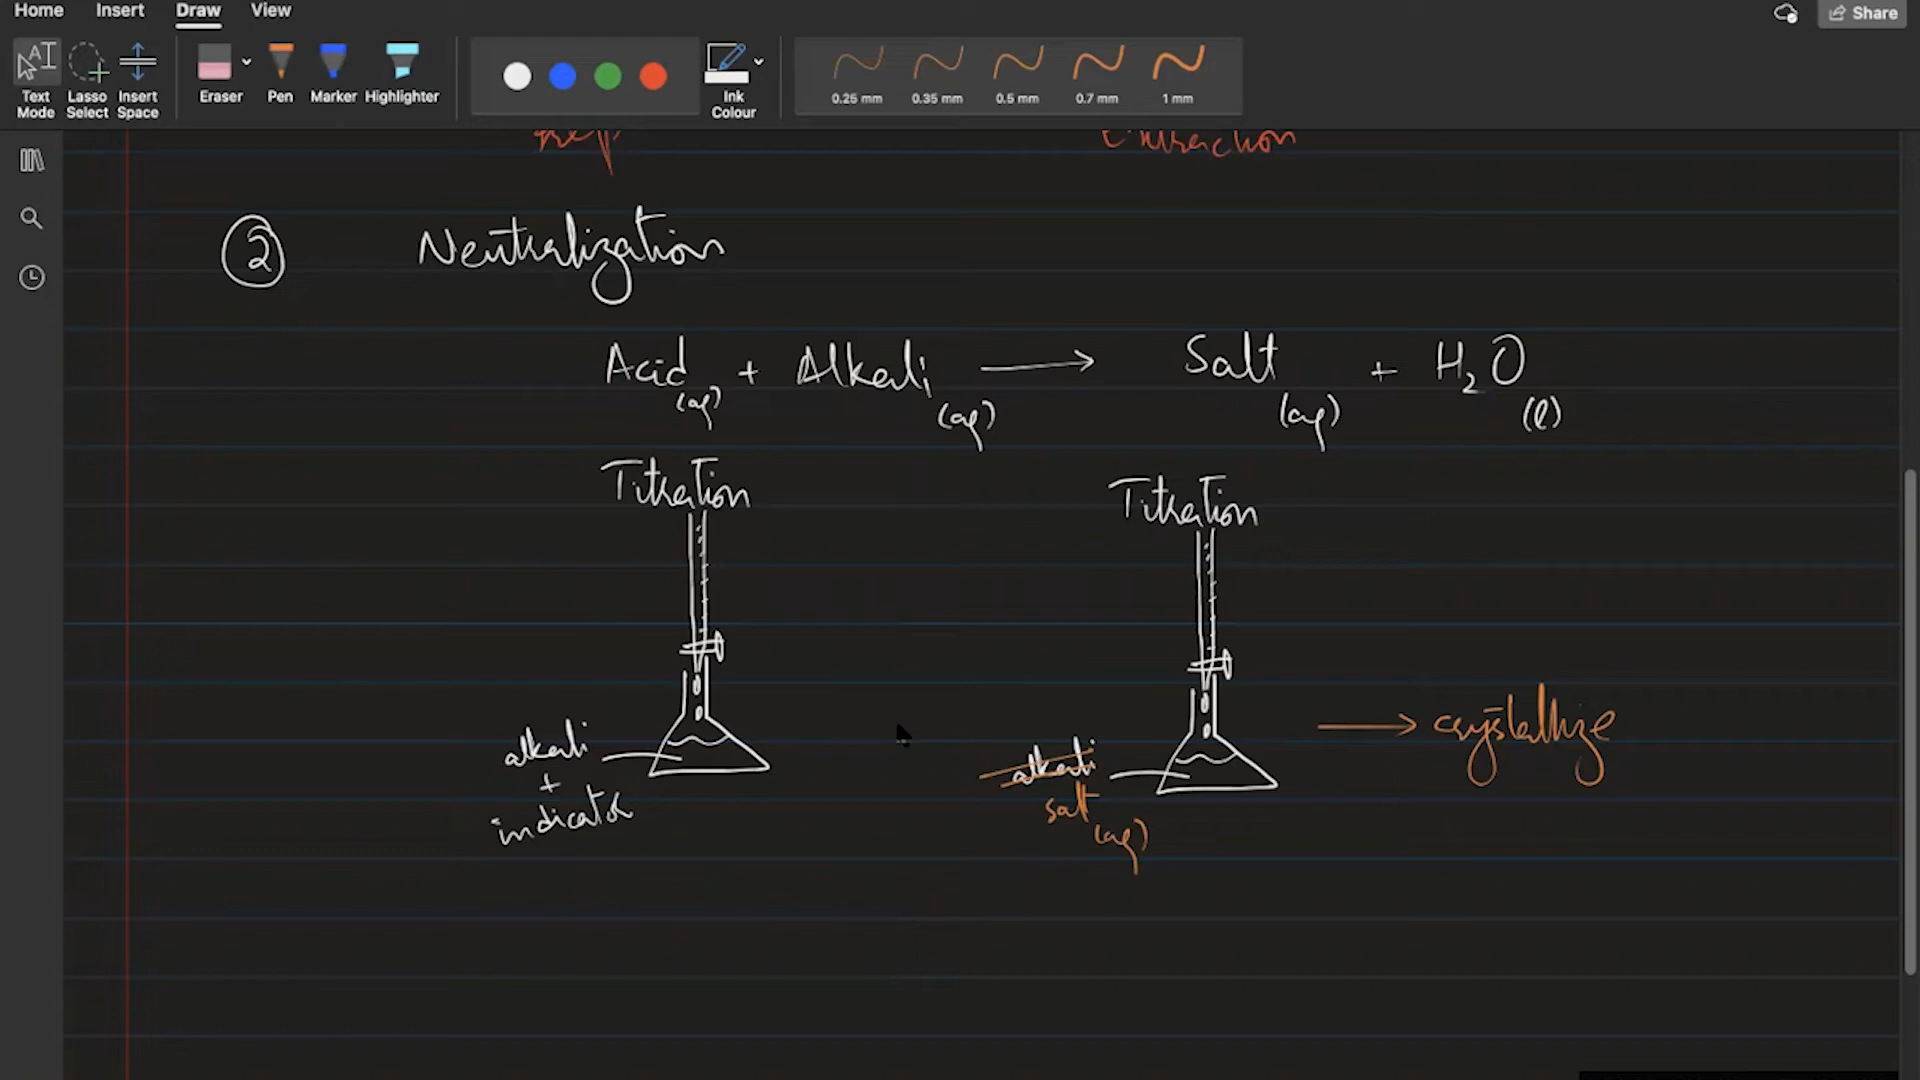 Home Insert Draw View
Share
Text Mode
Lasso Select
Insert Space
Eraser
Pen
Marker
Highlighter
Ink Colour
0.25 mm 0.35 mm 0.5 mm 0.7 mm 1 mm
extraction
② Neutralization
Acid(aq) + Alkali(aq) ⟶ Salt(aq) + H₂O(l)
Titration Titration
alkali
+
indicator
alkali
salt(aq)
⟶ crystallize